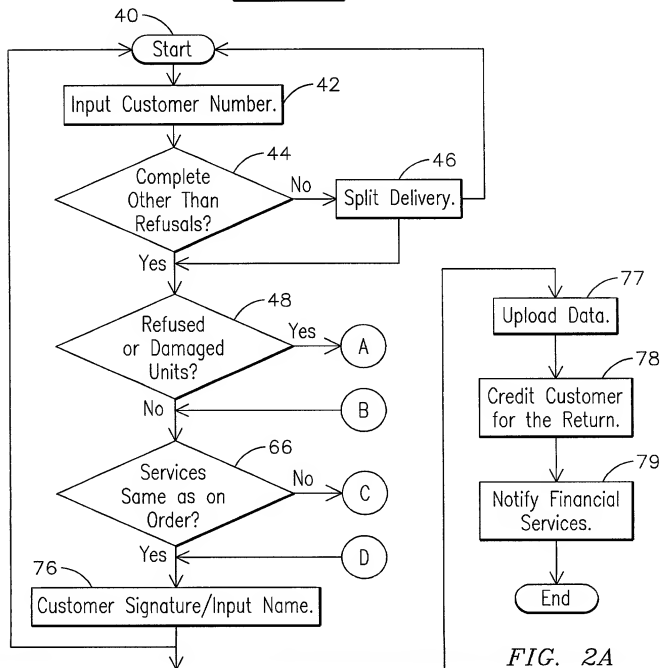 40
Start
Input Customer Number.
42
44
Complete
Other Than
Refusals?
No
46
Split Delivery.
Yes
48
Refused
or Damaged
Units?
Yes
A
No
B
66
Services
Same as on
Order?
No
C
Yes
D
76
Customer Signature/Input Name.
77
Upload Data.
78
Credit Customer
for the Return.
79
Notify Financial
Services.
End
FIG. 2A